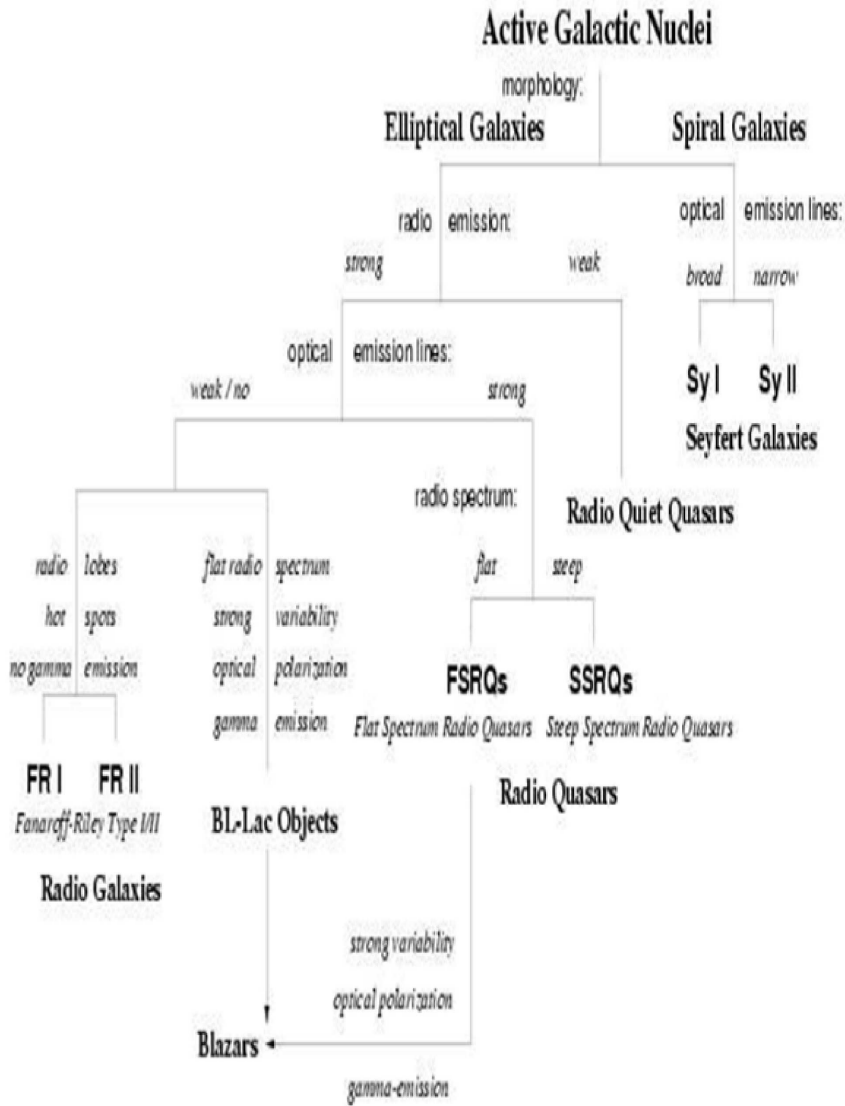 Active Galactic Nuclei
morphology:
Elliptical Galaxies Spiral Galaxies
radio emission: optical emission lines:
strong weak broad narrow
optical emission lines:
weak / no strong
Sy I Sy II
Seyfert Galaxies
radio spectrum:
Radio Quiet Quasars
radio lobes flat radio spectrum flat steep
hot spots strong variability
no gamma emission optical polarization
FSRQs SSRQs
gamma emission Flat Spectrum Radio Quasars Steep Spectrum Radio Quasars
FR I FR II
Radio Quasars
Fanaroff-Riley Type I/II BL-Lac Objects
Radio Galaxies
strong variability
optical polarization
Blazars
gamma-emission